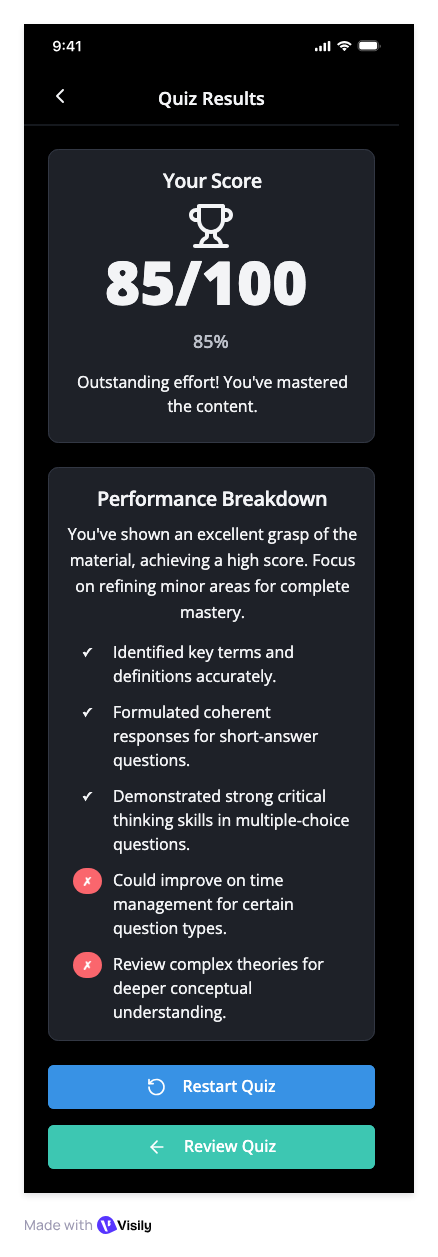 9:41
Quiz Results
Your Score
85/100
85%
Outstanding effort! You've mastered
the content.
Performance Breakdown
You've shown an excellent grasp of the
material, achieving a high score. Focus
on refining minor areas for complete
mastery.
✓ Identified key terms and
definitions accurately.
✓ Formulated coherent
responses for short-answer
questions.
✓ Demonstrated strong critical
thinking skills in multiple-choice
questions.
✗ Could improve on time
management for certain
question types.
✗ Review complex theories for
deeper conceptual
understanding.
Restart Quiz
Review Quiz
Made with Visily